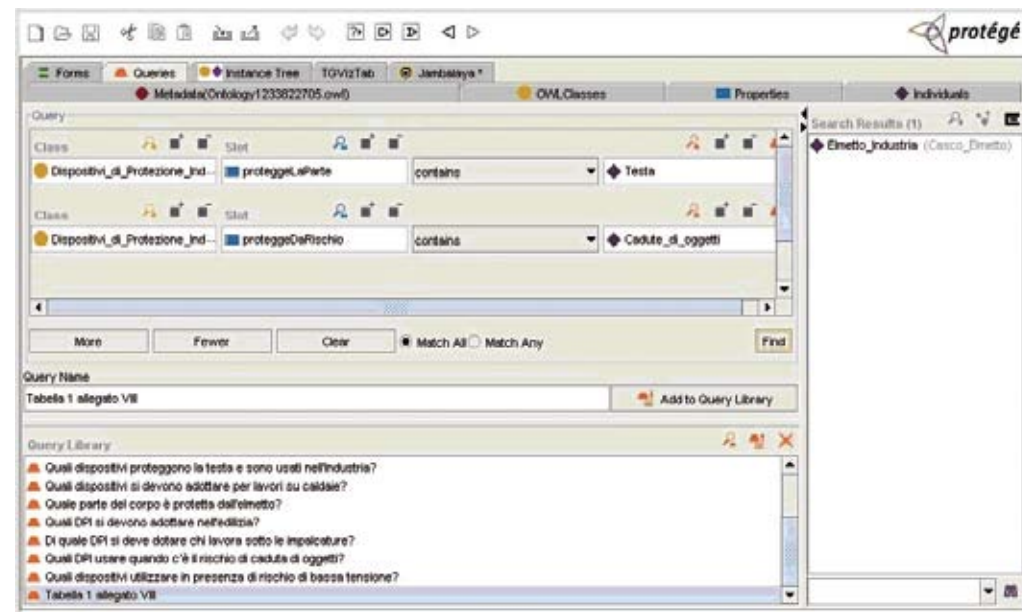 protégé
Forms Queries Instance Tree TGVizTab Jambalaya *
Metadata(Ontology1233822705.owl) OWLClasses Properties Individuals
Query
Class Slot
Dispositivi_di_Protezione_Ind... proteggeLaParte contains Testa
Class Slot
Dispositivi_di_Protezione_Ind... proteggeDaRischio contains Cadute_di_oggetti
More Fewer Clear Match All Match Any Find
Query Name
Tabella 1 allegato VIII Add to Query Library
Query Library
Quali dispositivi proteggono la testa e sono usati nell'industria?
Quali dispositivi si devono adottare per lavori su caldaie?
Quale parte del corpo è protetta dall'elmetto?
Quali DPI si devono adottare nell'edilizia?
Di quale DPI si deve dotare chi lavora sotto le impalcature?
Quali DPI usare quando c'è il rischio di caduta di oggetti?
Quali dispositivi utilizzare in presenza di rischio di bassa tensione?
Tabella 1 allegato VIII
Search Results (1)
Elmetto_Industria (Casco_Elmetto)